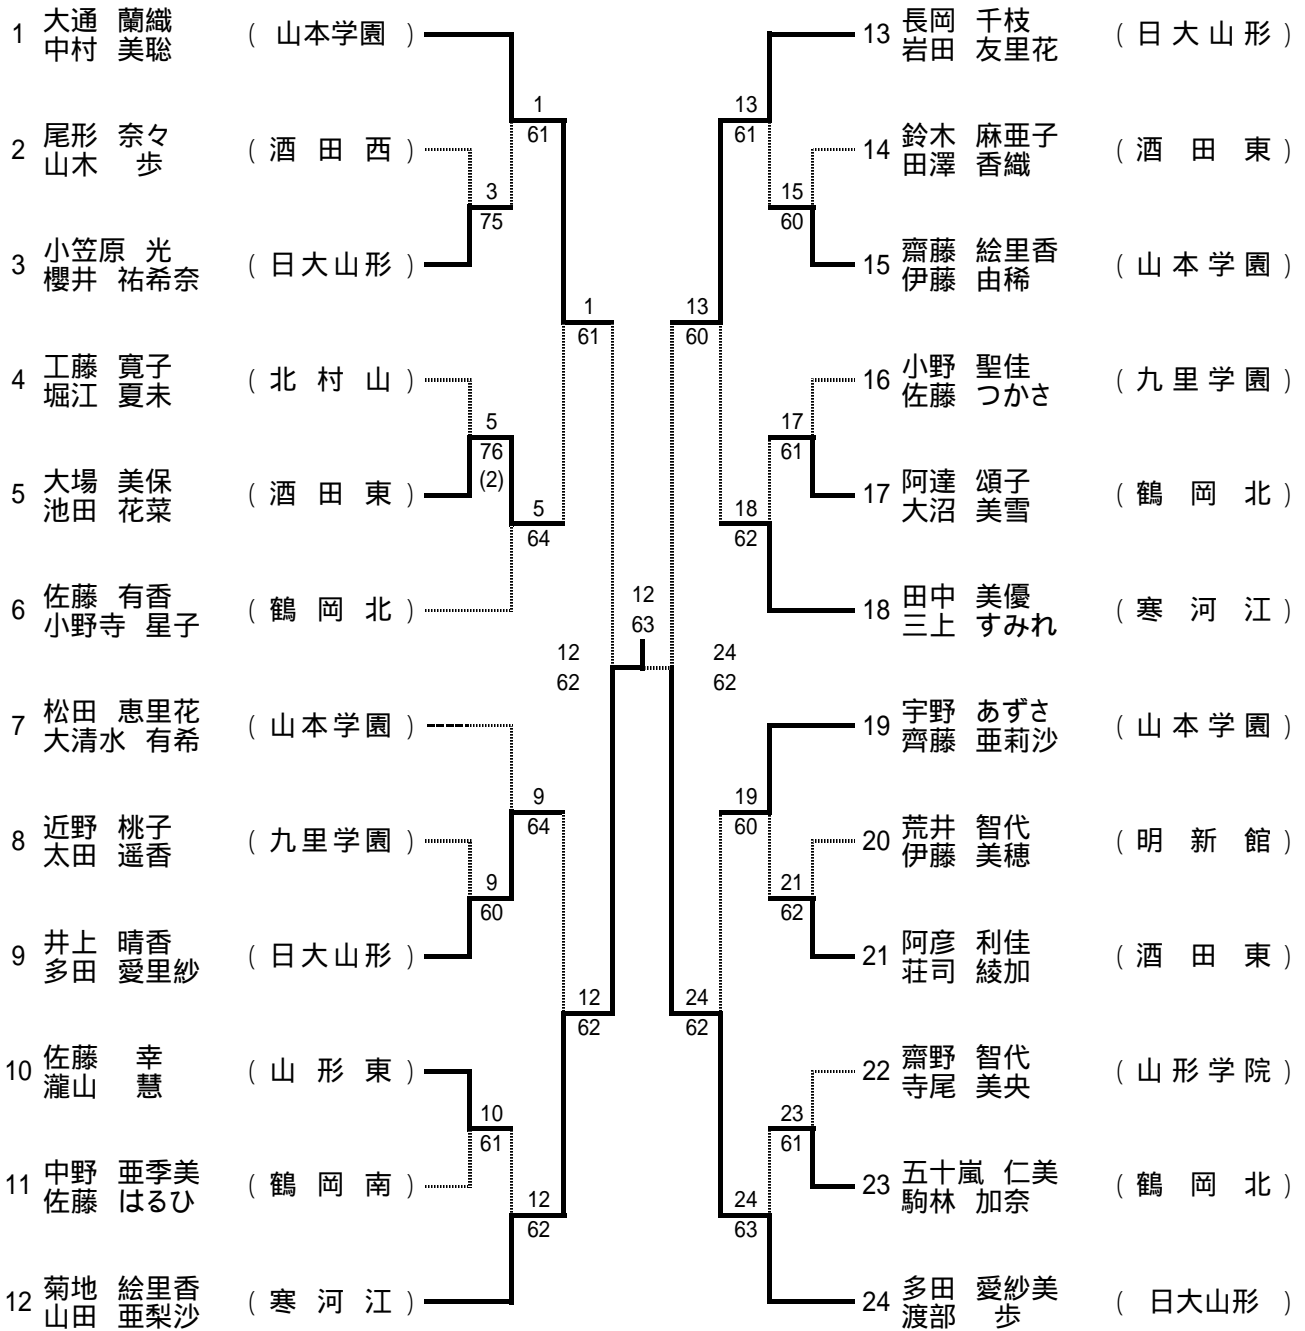 1 大通 蘭織 中村 美聡 ( 山本学園 )
2 尾形 奈々 山木 歩 ( 酒田西 )
3 小笠原 光 櫻井 祐希奈 ( 日大山形 )
4 工藤 寛子 堀江 夏未 ( 北村山 )
5 大場 美保 池田 花菜 ( 酒田東 )
6 佐藤 有香 小野寺 星子 ( 鶴岡北 )
7 松田 恵里花 大清水 有希 ( 山本学園 )
8 近野 桃子 太田 遥香 ( 九里学園 )
9 井上 晴香 多田 愛里紗 ( 日大山形 )
10 佐藤 幸 瀧山 慧 ( 山形東 )
11 中野 亜季美 佐藤 はるひ ( 鶴岡南 )
12 菊地 絵里香 山田 亜梨沙 ( 寒河江 )
3
75
5
76
(2)
9
60
10
61
1
61
5
64
9
64
12
62
1
61
12
62
12
62
12
63
24
62
13
60
24
62
13
61
18
62
19
60
24
63
15
60
17
61
21
62
23
61
13 長岡 千枝 岩田 友里花 ( 日大山形 )
14 鈴木 麻亜子 田澤 香織 ( 酒田東 )
15 齋藤 絵里香 伊藤 由稀 ( 山本学園 )
16 小野 聖佳 佐藤 つかさ ( 九里学園 )
17 阿達 頌子 大沼 美雪 ( 鶴岡北 )
18 田中 美優 三上 すみれ ( 寒河江 )
19 宇野 あずさ 齊藤 亜莉沙 ( 山本学園 )
20 荒井 智代 伊藤 美穂 ( 明新館 )
21 阿彦 利佳 荘司 綾加 ( 酒田東 )
22 齋野 智代 寺尾 美央 ( 山形学院 )
23 五十嵐 仁美 駒林 加奈 ( 鶴岡北 )
24 多田 愛紗美 渡部 歩 ( 日大山形 )